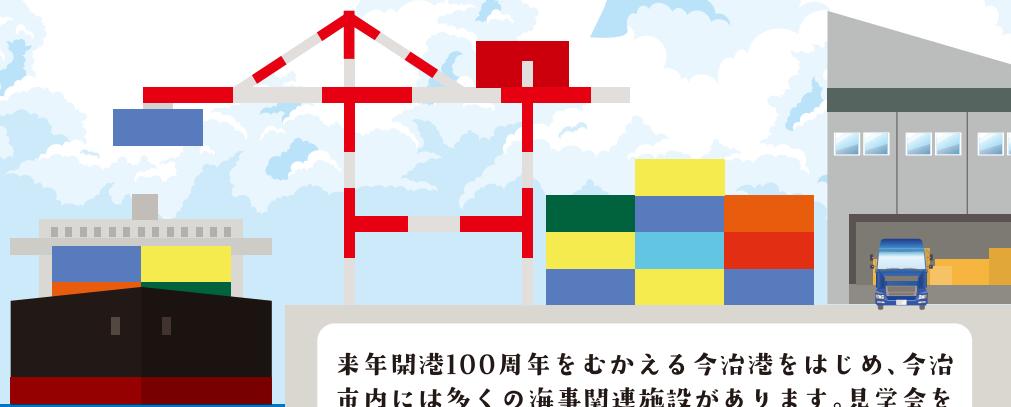 来年開港100周年をむかえる今治港をはじめ、今治
市内には多くの海事関連施設があります。見学会を